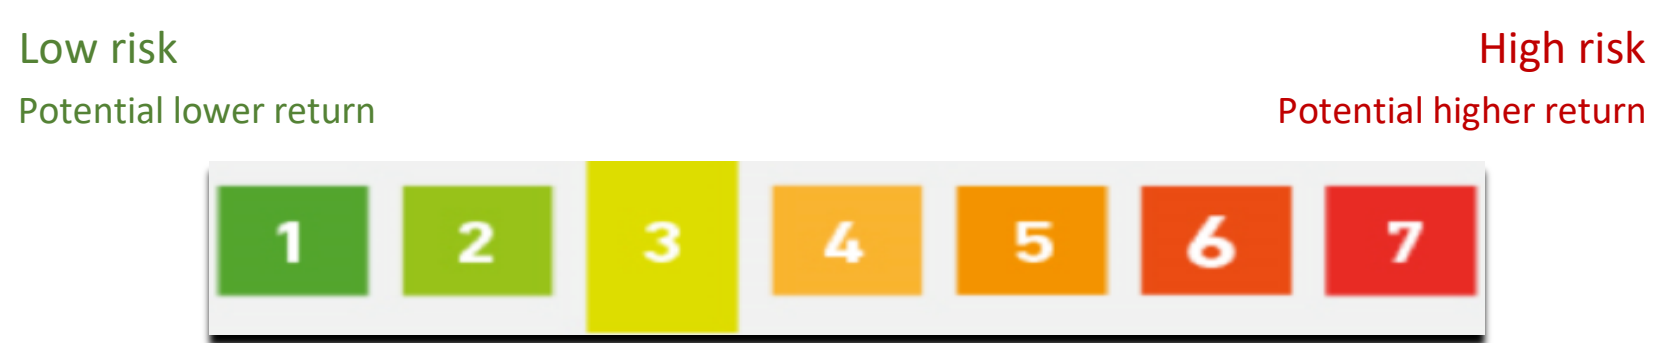 Low risk High risk
Potential lower return Potential higher return
1 2 3 4 5 6 7